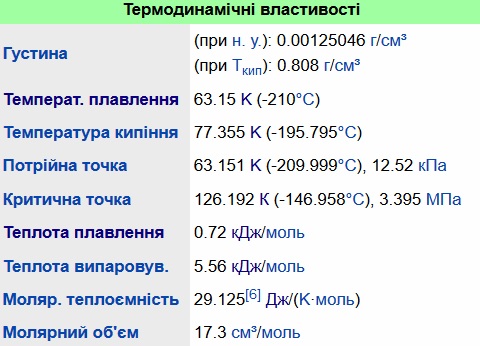 Термодинамічні властивості
Густина
(при н. у.): 0.00125046 г/см³
(при Ткип): 0.808 г/см³
Температ. плавлення 63.15 K (-210°C)
Температура кипіння 77.355 K (-195.795°C)
Потрійна точка 63.151 K (-209.999°C), 12.52 кПа
Критична точка 126.192 K (-146.958°C), 3.395 МПа
Теплота плавлення 0.72 кДж/моль
Теплота випаровув. 5.56 кДж/моль
Моляр. теплоємність 29.125[6] Дж/(K·моль)
Молярний об'єм 17.3 см³/моль